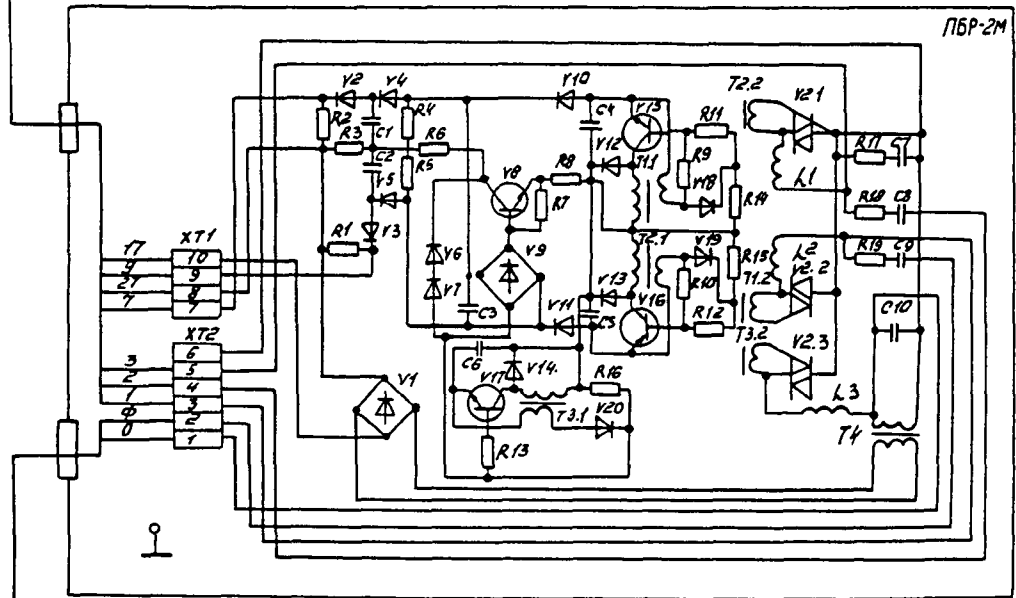 ПБР-2М
V2 V4 V10 T2.2 V2.1
R2 C1 R4 C4 V15 R11
R3 C2 R6 V12 R9 R17 C7
V5 R5 V8 R8 T1.1 V18 L1
R7 R14 R18 C8
R1 V3 V9 T2.1 V19 L2
XT1 V6 R15 R19 C9
17 10
9 9
27 8
7 7
V7 C3 V11 V13 R10 T1.2 V2.2
C5 V16 R12 T3.2 C10
XT2
6
3 5
2 4
1 3
Ф 2
0 1
C6 V14 R16 V2.3
V1 V17 T3.1 V20 L3
R13 T4